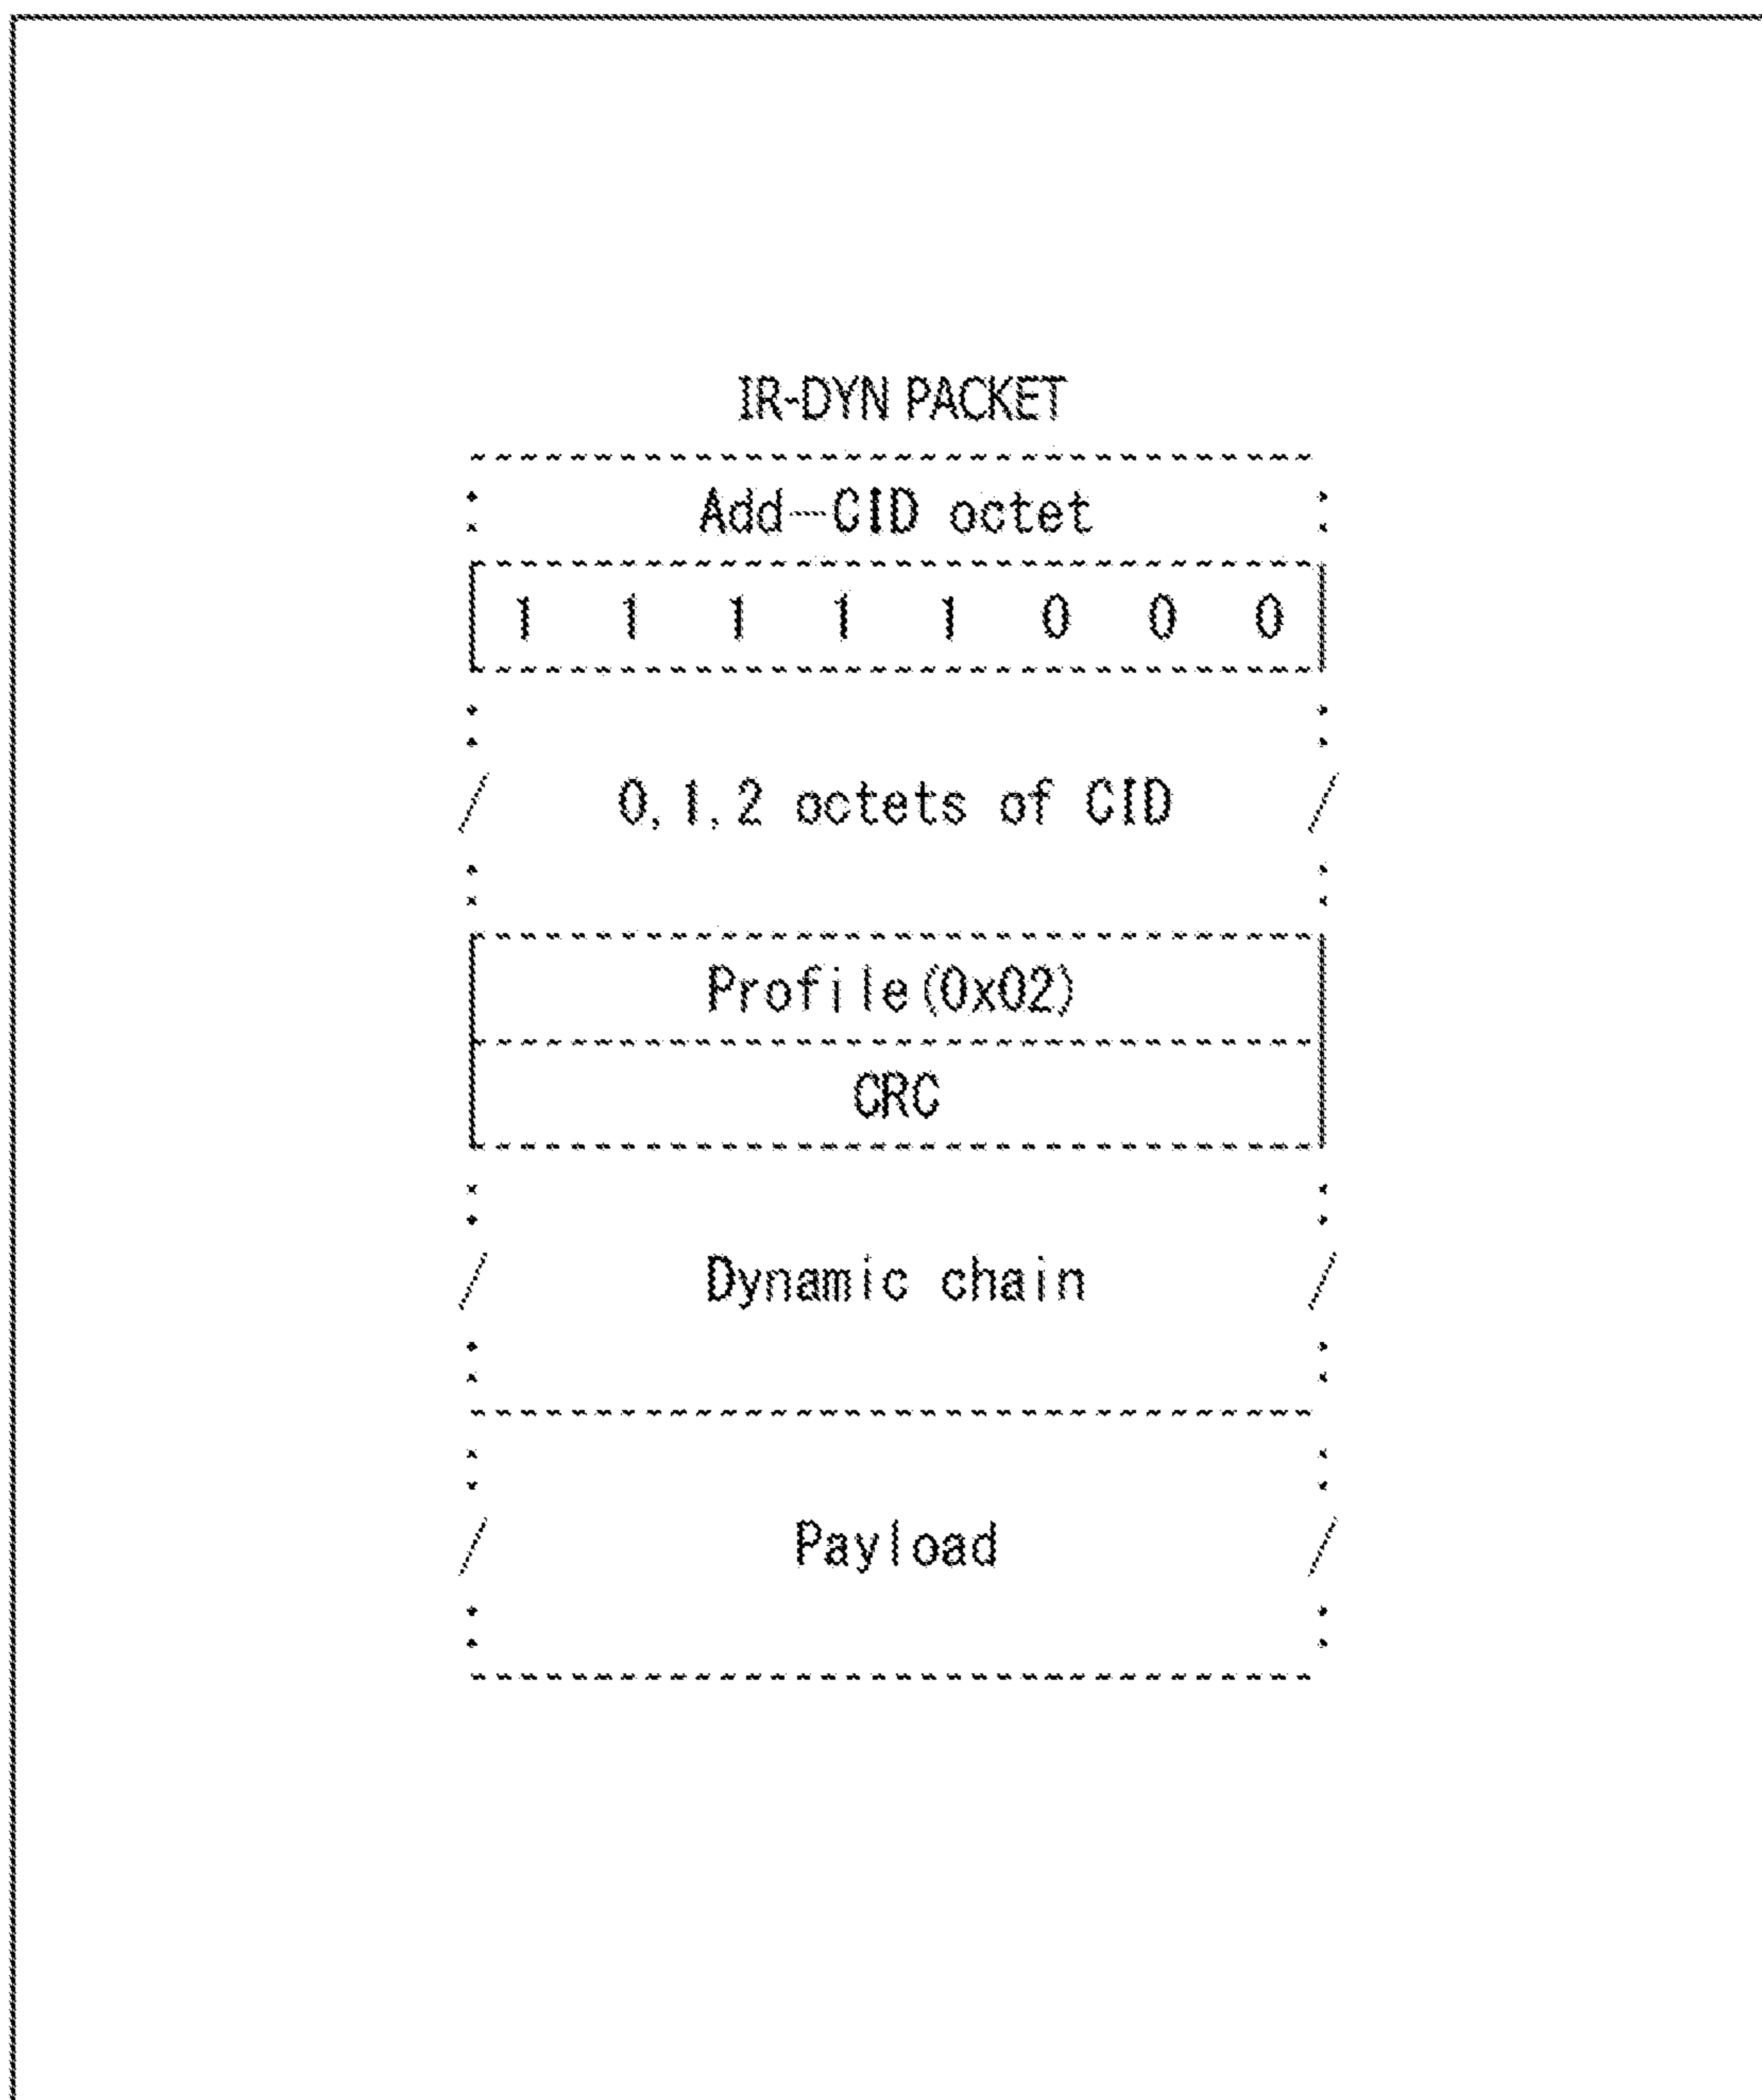 IR-DYN PACKET
Add-CID octet
1 1 1 1 1 0 0 0
0,1,2 octets of CID
Profile(0x02)
CRC
Dynamic chain
Payload